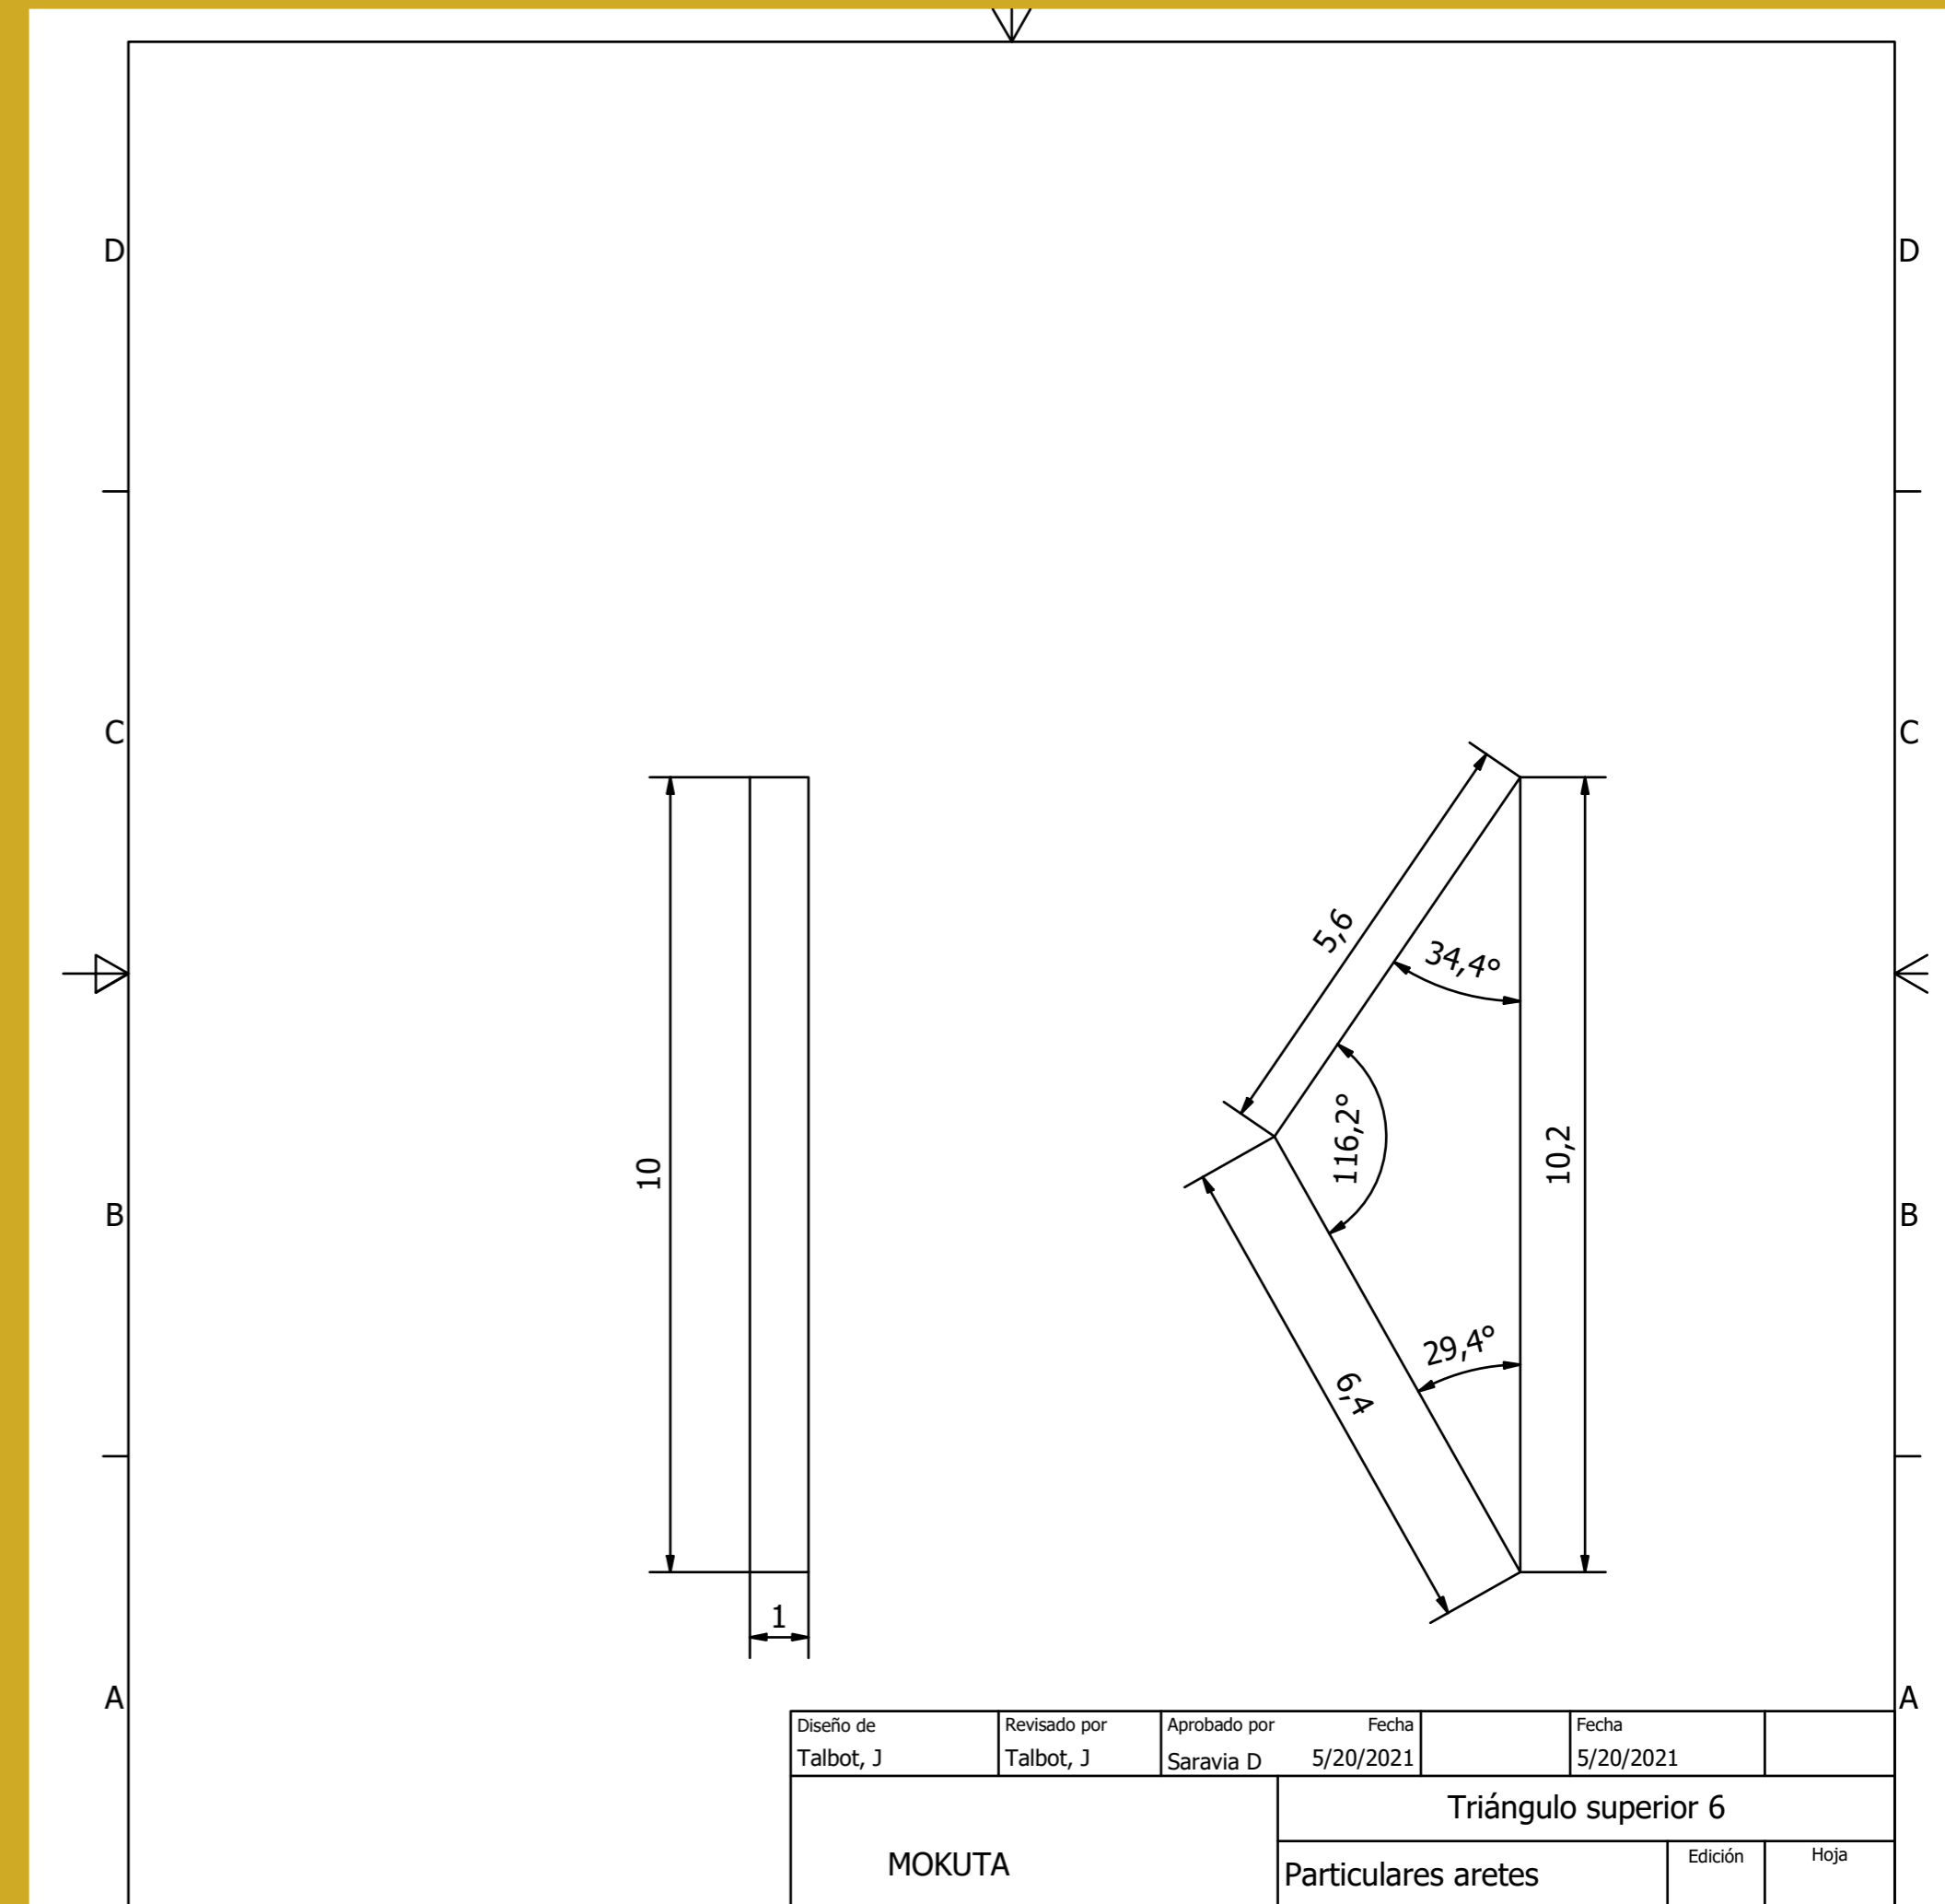 D
D
C
C
5,6
34,4°
116,2°
10,2
10
B
B
29,4°
6,4
1
A
A
Diseño de
Talbot, J
Revisado por
Talbot, J
Aprobado por
Saravia D
Fecha
5/20/2021
Fecha
5/20/2021
Triángulo superior 6
MOKUTA
Particulares aretes
Edición
Hoja